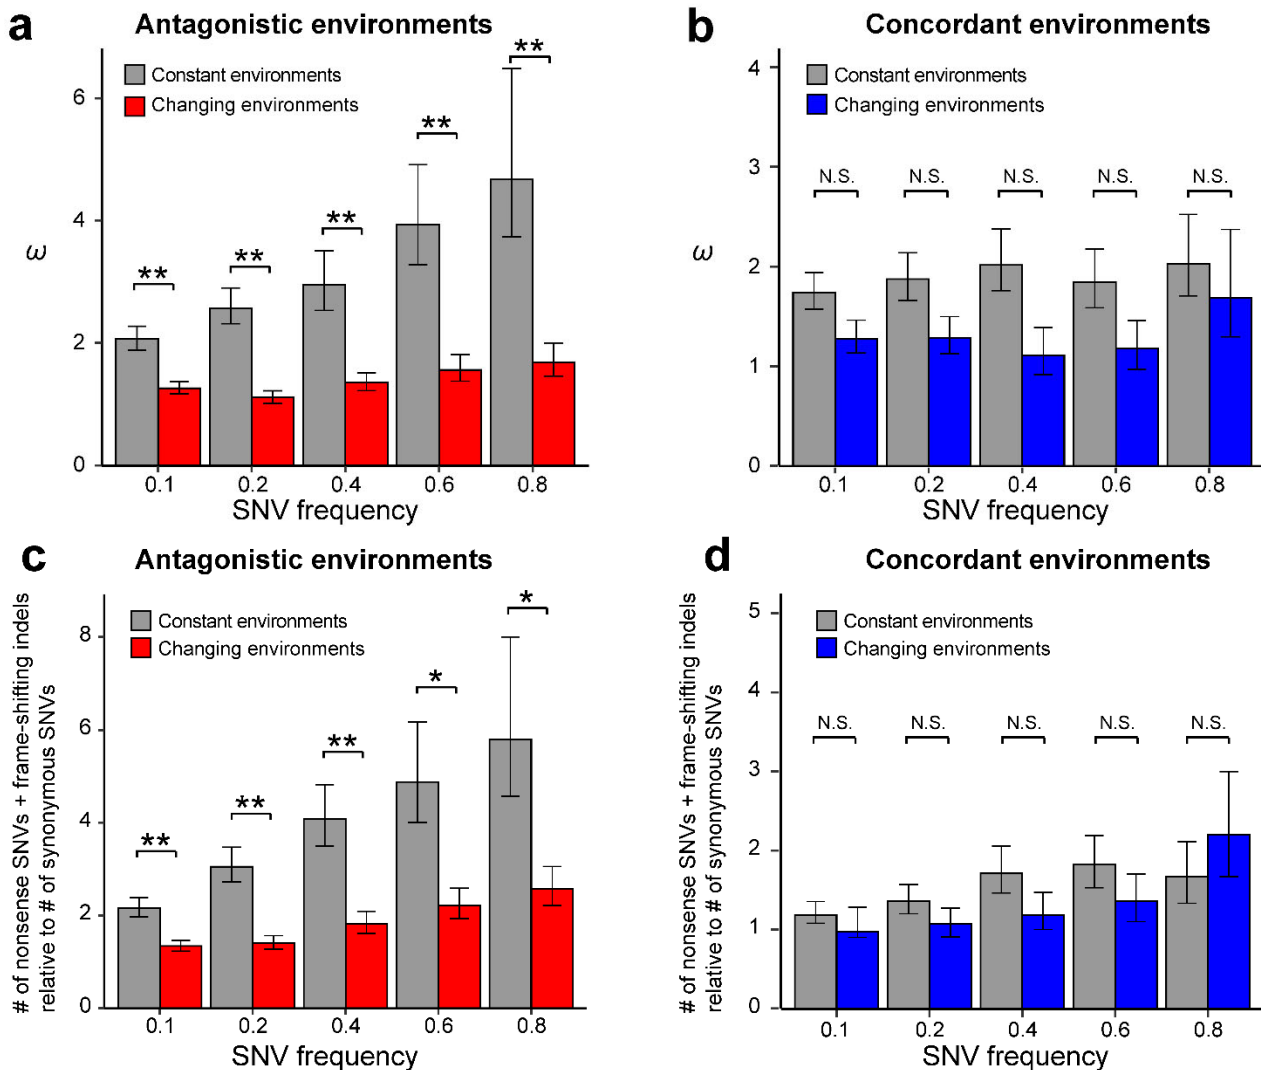 a
Antagonistic environments
Constant environments
Changing environments
**
**
**
**
**
6
4
2
0
ω
0.1 0.2 0.4 0.6 0.8
SNV frequency
b
Concordant environments
Constant environments
Changing environments
N.S. N.S. N.S. N.S. N.S.
4
3
2
1
0
ω
0.1 0.2 0.4 0.6 0.8
SNV frequency
c
Antagonistic environments
Constant environments
Changing environments
**
**
**
*
*
8
6
4
2
0
# of nonsense SNVs + frame-shifting indels
relative to # of synonymous SNVs
0.1 0.2 0.4 0.6 0.8
SNV frequency
d
Concordant environments
Constant environments
Changing environments
N.S. N.S. N.S. N.S. N.S.
5
4
3
2
1
0
# of nonsense SNVs + frame-shifting indels
relative to # of synonymous SNVs
0.1 0.2 0.4 0.6 0.8
SNV frequency